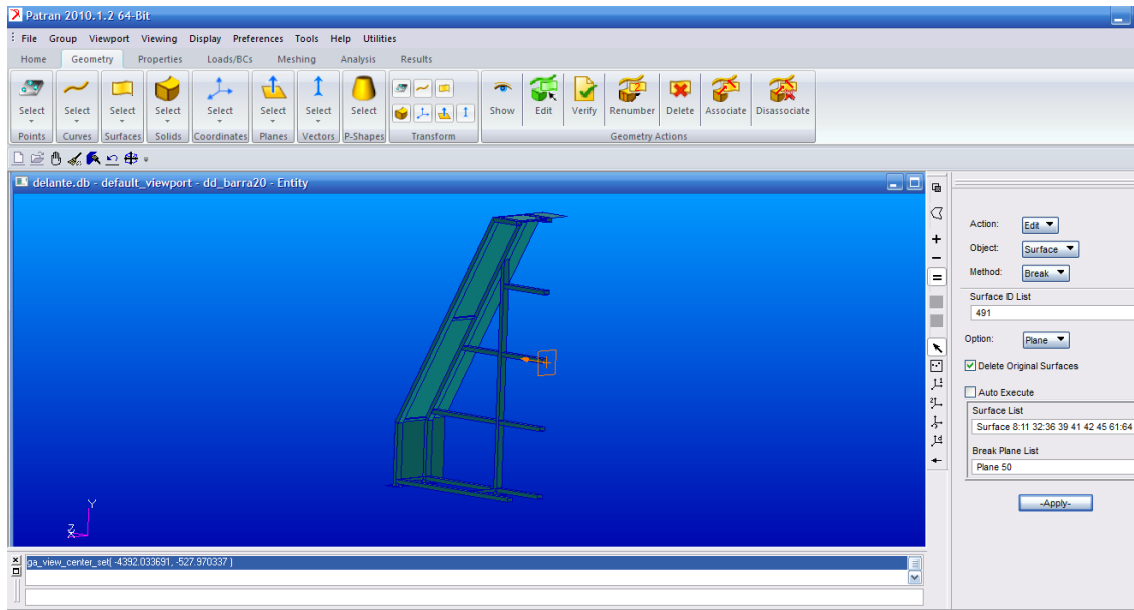 Patran 2010.1.2 64-Bit
File Group Viewport Viewing Display Preferences Tools Help Utilities
Home Geometry Properties Loads/BCs Meshing Analysis Results
Select Select Select Select Select Select Select Select Show Edit Verify Renumber Delete Associate Disassociate
Points Curves Surfaces Solids Coordinates Planes Vectors P-Shapes Transform Geometry Actions
delante.db - default_viewport - dd_barra20 - Entity
Action: Edit
Object: Surface
Method: Break
Surface ID List
491
Option: Plane
Delete Original Surfaces
Auto Execute
Surface List
Surface 8:11 32:36 39 41 42 45 61:64
Break Plane List
Plane 50
-Apply-
Y
Z
X
ga_view_center_set( -4392.033691, -527.970337 )